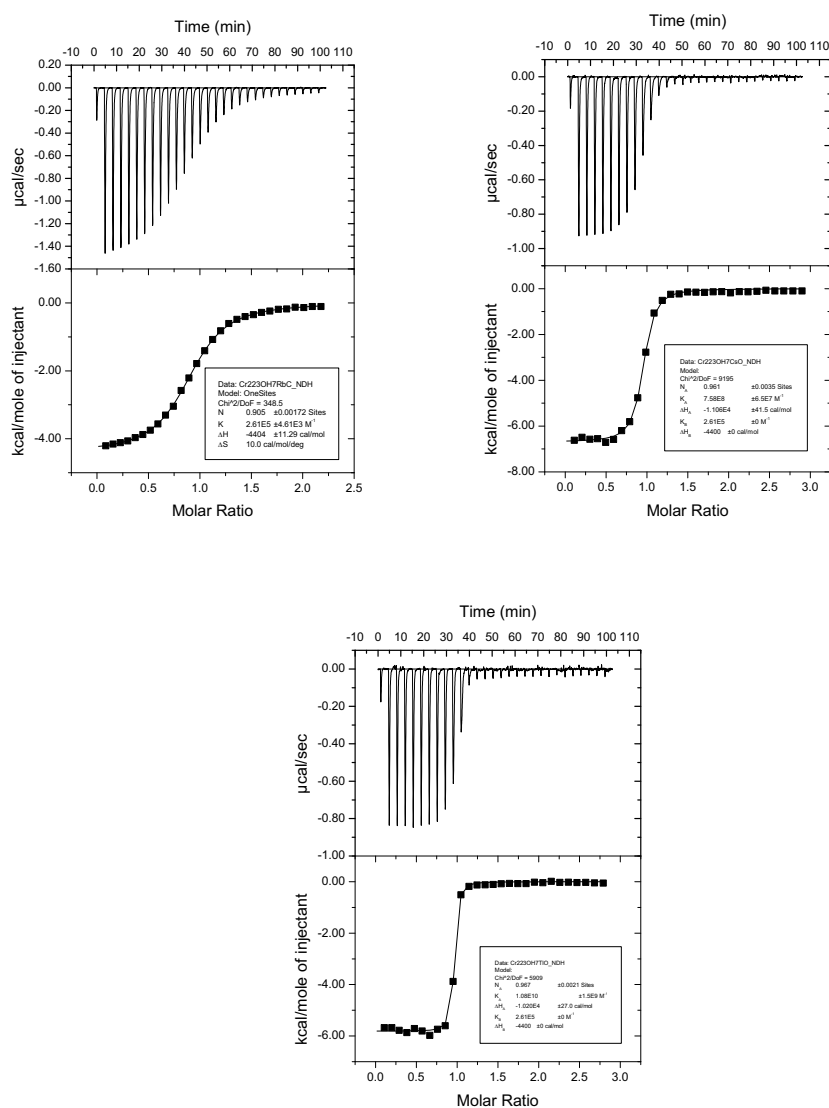 Time (min)
-10 0 10 20 30 40 50 60 70 80 90 100 110
0.20
0.00
-0.20
-0.40
-0.60
-0.80
-1.00
-1.20
-1.40
-1.60
µcal/sec
0.00
-2.00
-4.00
kcal/mole of injectant
Data: Cr223OH7RbC_NDH
Model: OneSites
Chi^2/DoF = 348.5
N 0.905 ±0.00172 Sites
K 2.61E5 ±4.61E3 M⁻¹
ΔH -4404 ±11.29 cal/mol
ΔS 10.0 cal/mol/deg
0.0 0.5 1.0 1.5 2.0 2.5
Molar Ratio
Time (min)
-10 0 10 20 30 40 50 60 70 80 90 100 110
0.00
-0.20
-0.40
-0.60
-0.80
-1.00
µcal/sec
0.00
-2.00
-4.00
-6.00
-8.00
kcal/mole of injectant
Data: Cr223OH7CsO_NDH
Model:
Chi^2/DoF = 9195
N_A 0.961 ±0.0035 Sites
K_A 7.58E8 ±6.5E7 M⁻¹
ΔH_A -1.106E4 ±41.5 cal/mol
K_B 2.61E5 ±0 M⁻¹
ΔH_B -4400 ±0 cal/mol
0.0 0.5 1.0 1.5 2.0 2.5 3.0
Molar Ratio
Time (min)
-10 0 10 20 30 40 50 60 70 80 90 100 110
0.00
-0.20
-0.40
-0.60
-0.80
-1.00
µcal/sec
0.00
-2.00
-4.00
-6.00
kcal/mole of injectant
Data: Cr223OH7TlO_NDH
Model:
Chi^2/DoF = 5909
N_A 0.967 ±0.0021 Sites
K_A 1.08E10 ±1.5E9 M⁻¹
ΔH_A -1.020E4 ±27.0 cal/mol
K_B 2.61E5 ±0 M⁻¹
ΔH_B -4400 ±0 cal/mol
0.0 0.5 1.0 1.5 2.0 2.5 3.0
Molar Ratio